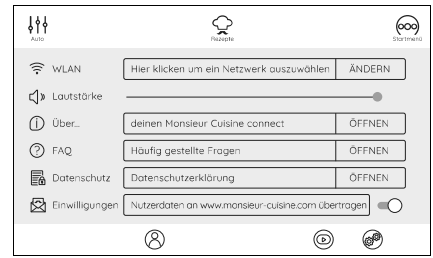 Auto
Rezepte
Startmenü
WLAN Hier klicken um ein Netzwerk auszuwählen ÄNDERN
Lautstärke
Über... deinen Monsieur Cuisine connect ÖFFNEN
FAQ Häufig gestellte Fragen ÖFFNEN
Datenschutz Datenschutzerklärung ÖFFNEN
Einwilligungen Nutzerdaten an www.monsieur-cuisine.com übertragen